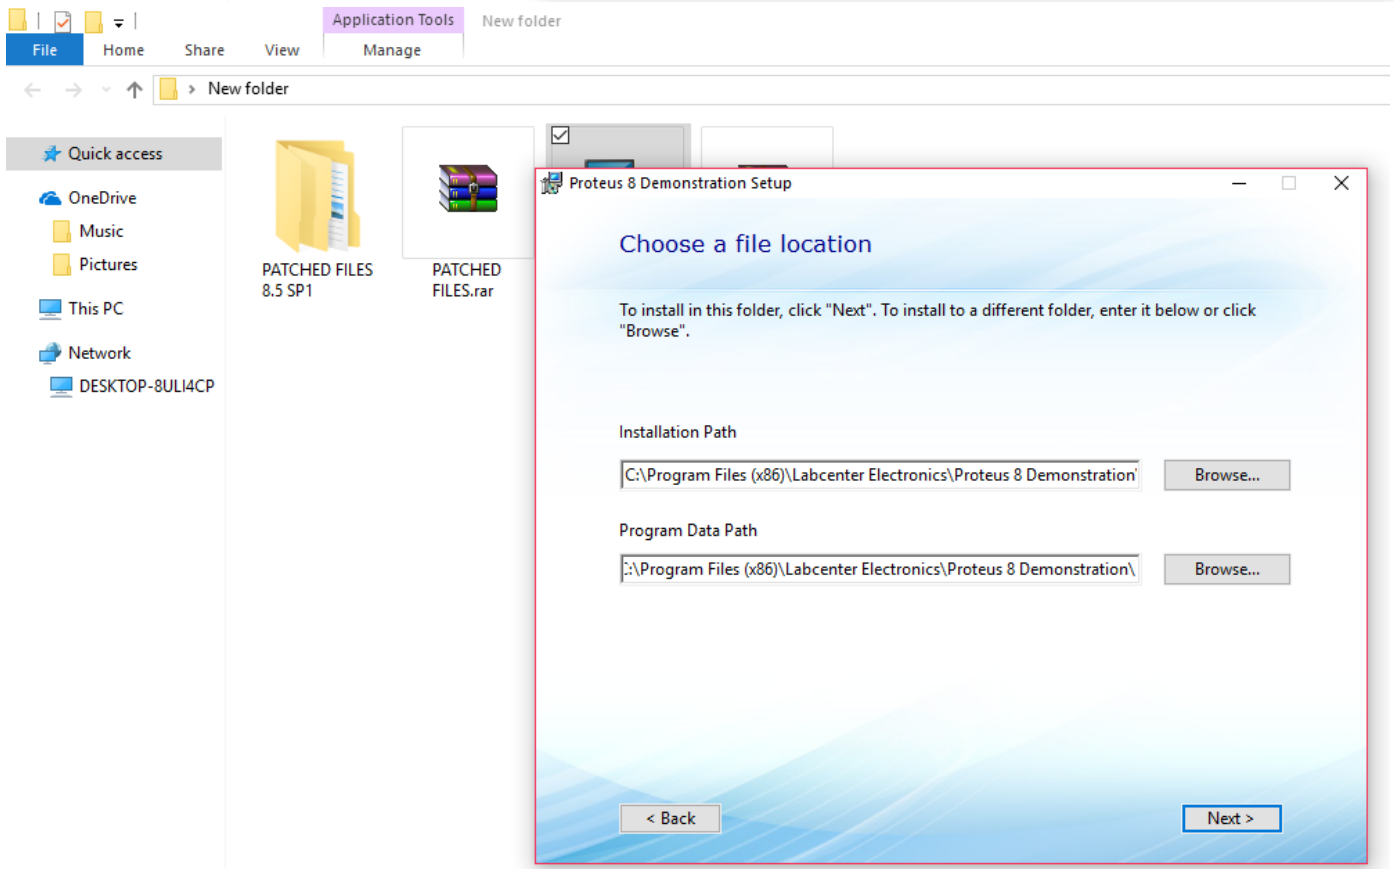 Application Tools
New folder
File
Home
Share
View
Manage
New folder
Quick access
OneDrive
Music
Pictures
This PC
Network
DESKTOP-8ULI4CP
PATCHED FILES
8.5 SP1
PATCHED
FILES.rar
Proteus 8 Demonstration Setup
Choose a file location
To install in this folder, click "Next". To install to a different folder, enter it below or click
"Browse".
Installation Path
C:\Program Files (x86)\Labcenter Electronics\Proteus 8 Demonstration\
Browse...
Program Data Path
C:\Program Files (x86)\Labcenter Electronics\Proteus 8 Demonstration\
Browse...
< Back
Next >